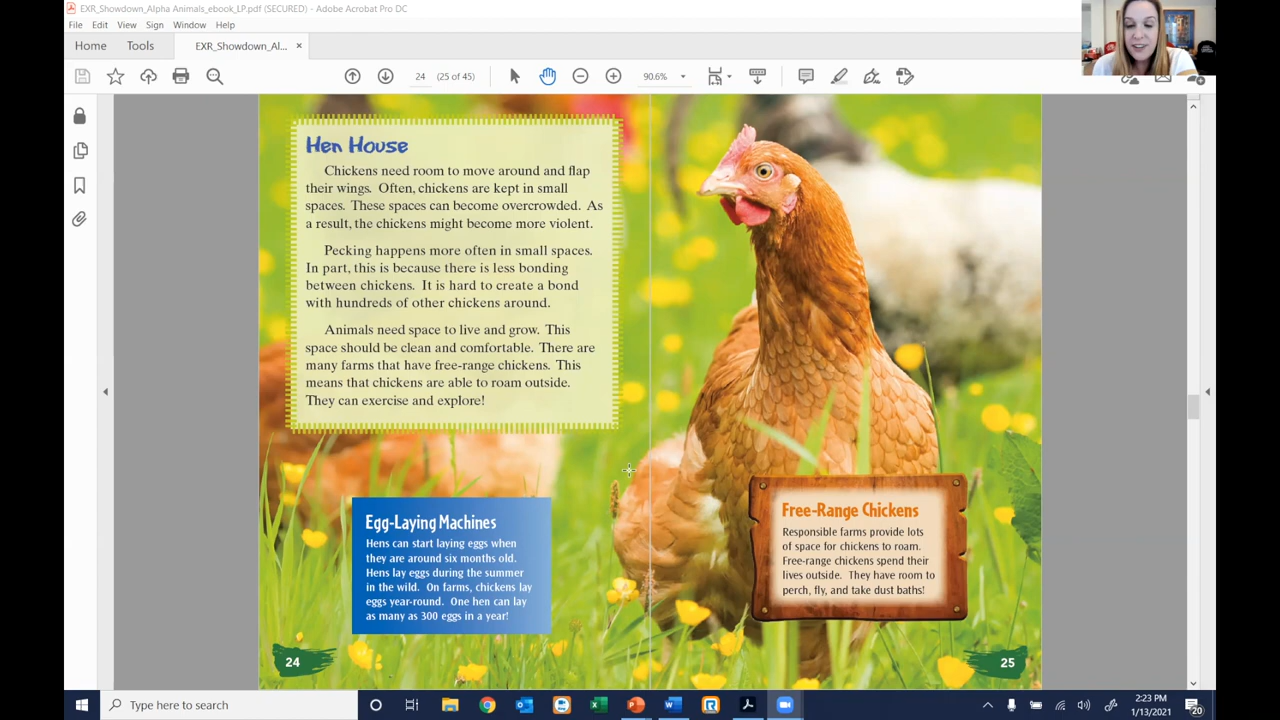 EXR_Showdown_Alpha Animals_ebook_LP.pdf (SECURED) - Adobe Acrobat Pro DC
File Edit View Sign Window Help
Home Tools EXR_Showdown_Al... ×
24 (25 of 45) 90.6%
Hen House
Chickens need room to move around and flap
their wings. Often, chickens are kept in small
spaces. These spaces can become overcrowded. As
a result, the chickens might become more violent.
Pecking happens more often in small spaces.
In part, this is because there is less bonding
between chickens. It is hard to create a bond
with hundreds of other chickens around.
Animals need space to live and grow. This
space should be clean and comfortable. There are
many farms that have free-range chickens. This
means that chickens are able to roam outside.
They can exercise and explore!
Egg-Laying Machines
Hens can start laying eggs when
they are around six months old.
Hens lay eggs during the summer
in the wild. On farms, chickens lay
eggs year-round. One hen can lay
as many as 300 eggs in a year!
24
Free-Range Chickens
Responsible farms provide lots
of space for chickens to roam.
Free-range chickens spend their
lives outside. They have room to
perch, fly, and take dust baths!
25
Type here to search
2:23 PM
1/13/2021
20